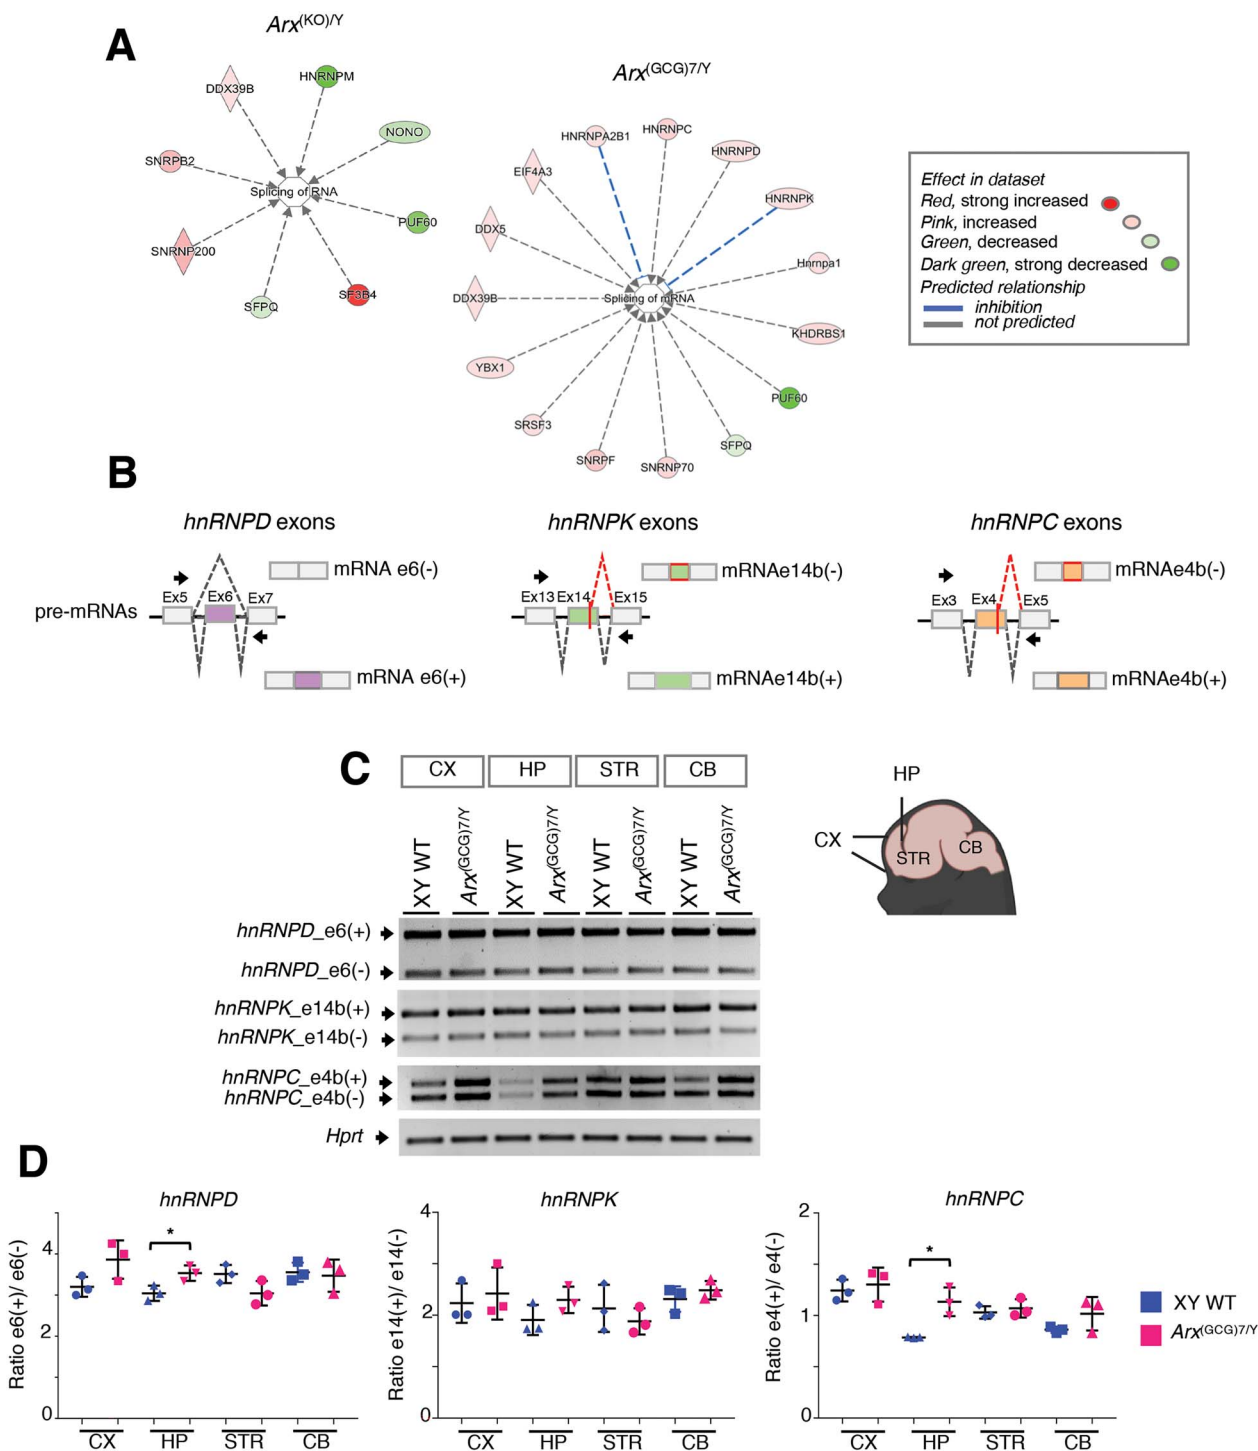 A
Arx(KO)/Y
DDX39B
HNRNPM
NONO
SNRPB2
Splicing of RNA
PUF60
SNRNP200
SFPQ
SF3B4
Arx(GCG)7/Y
HNRNPA2B1
HNRNPC
HNRNPD
EIF4A3
HNRNPK
DDX5
Hnrnpa1
DDX39B
Splicing of mRNA
KHDRBS1
YBX1
PUF60
SRSF3
SFPQ
SNRPF
SNRNP70
Effect in dataset
Red, strong increased
Pink, increased
Green, decreased
Dark green, strong decreased
Predicted relationship
inhibition
not predicted
B
hnRNPD exons
mRNA e6(-)
Ex5 Ex6 Ex7
pre-mRNAs
mRNA e6(+)
hnRNPK exons
mRNAe14b(-)
Ex13 Ex14 Ex15
mRNAe14b(+)
hnRNPC exons
mRNAe4b(-)
Ex3 Ex4 Ex5
mRNAe4b(+)
C
CX HP STR CB
XY WT Arx(GCG)7/Y XY WT Arx(GCG)7/Y XY WT Arx(GCG)7/Y XY WT Arx(GCG)7/Y
hnRNPD_e6(+)
hnRNPD_e6(-)
hnRNPK_e14b(+)
hnRNPK_e14b(-)
hnRNPC_e4b(+)
hnRNPC_e4b(-)
Hprt
HP
CX
STR
CB
D
hnRNPD
Ratio e6(+)/ e6(-)
4
2
0
*
CX HP STR CB
hnRNPK
Ratio e14(+)/ e14(-)
4
2
0
CX HP STR CB
hnRNPC
Ratio e4(+)/ e4(-)
2
1
0
*
CX HP STR CB
XY WT
Arx(GCG)7/Y